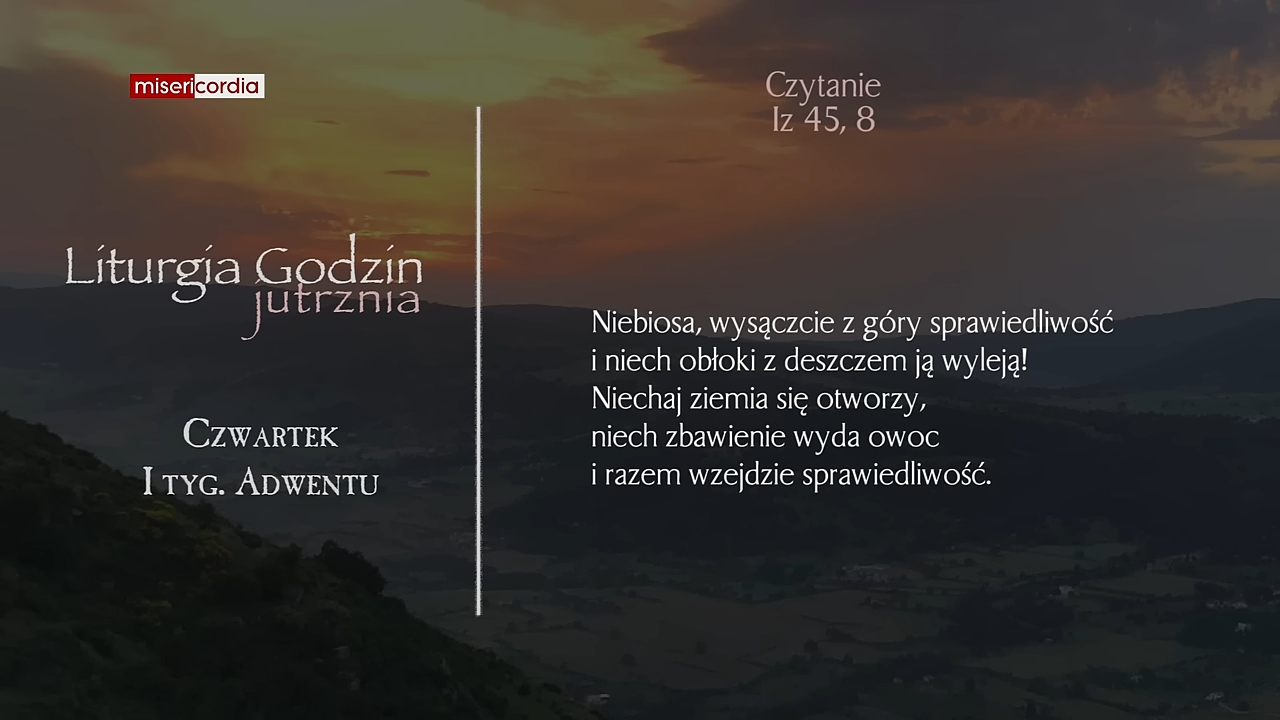 misericordia
Liturgia Godzin
jutrznia
Czwartek
I tyg. Adwentu
Czytanie
Iz 45, 8
Niebiosa, wysączcie z góry sprawiedliwość
i niech obłoki z deszczem ją wyleją!
Niechaj ziemia się otworzy,
niech zbawienie wyda owoc
i razem wzejdzie sprawiedliwość.